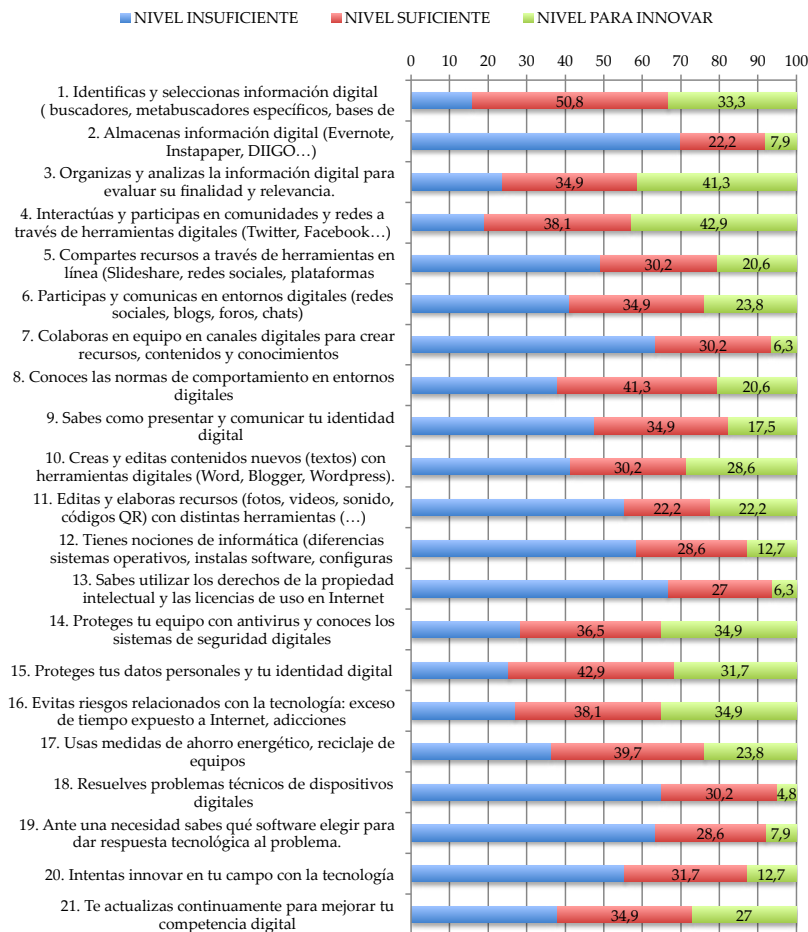 NIVEL INSUFICIENTE NIVEL SUFICIENTE NIVEL PARA INNOVAR
0 10 20 30 40 50 60 70 80 90 100
1. Identificas y seleccionas información digital
( buscadores, metabuscadores específicos, bases de
50,8 33,3
2. Almacenas información digital (Evernote,
Instapaper, DIIGO…)
22,2 7,9
3. Organizas y analizas la información digital para
evaluar su finalidad y relevancia.
34,9 41,3
4. Interactúas y participas en comunidades y redes a
través de herramientas digitales (Twitter, Facebook…)
38,1 42,9
5. Compartes recursos a través de herramientas en
línea (Slideshare, redes sociales, plataformas
30,2 20,6
6. Participas y comunicas en entornos digitales (redes
sociales, blogs, foros, chats)
34,9 23,8
7. Colaboras en equipo en canales digitales para crear
recursos, contenidos y conocimientos
30,2 6,3
8. Conoces las normas de comportamiento en entornos
digitales
41,3 20,6
9. Sabes como presentar y comunicar tu identidad
digital
34,9 17,5
10. Creas y editas contenidos nuevos (textos) con
herramientas digitales (Word, Blogger, Wordpress).
30,2 28,6
11. Editas y elaboras recursos (fotos, videos, sonido,
códigos QR) con distintas herramientas (…)
22,2 22,2
12. Tienes nociones de informática (diferencias
sistemas operativos, instalas software, configuras
28,6 12,7
13. Sabes utilizar los derechos de la propiedad
intelectual y las licencias de uso en Internet
27 6,3
14. Proteges tu equipo con antivirus y conoces los
sistemas de seguridad digitales
36,5 34,9
15. Proteges tus datos personales y tu identidad digital
42,9 31,7
16. Evitas riesgos relacionados con la tecnología: exceso
de tiempo expuesto a Internet, adicciones
38,1 34,9
17. Usas medidas de ahorro energético, reciclaje de
equipos
39,7 23,8
18. Resuelves problemas técnicos de dispositivos
digitales
30,2 4,8
19. Ante una necesidad sabes qué software elegir para
dar respuesta tecnológica al problema.
28,6 7,9
20. Intentas innovar en tu campo con la tecnología
31,7 12,7
21. Te actualizas continuamente para mejorar tu
competencia digital
34,9 27